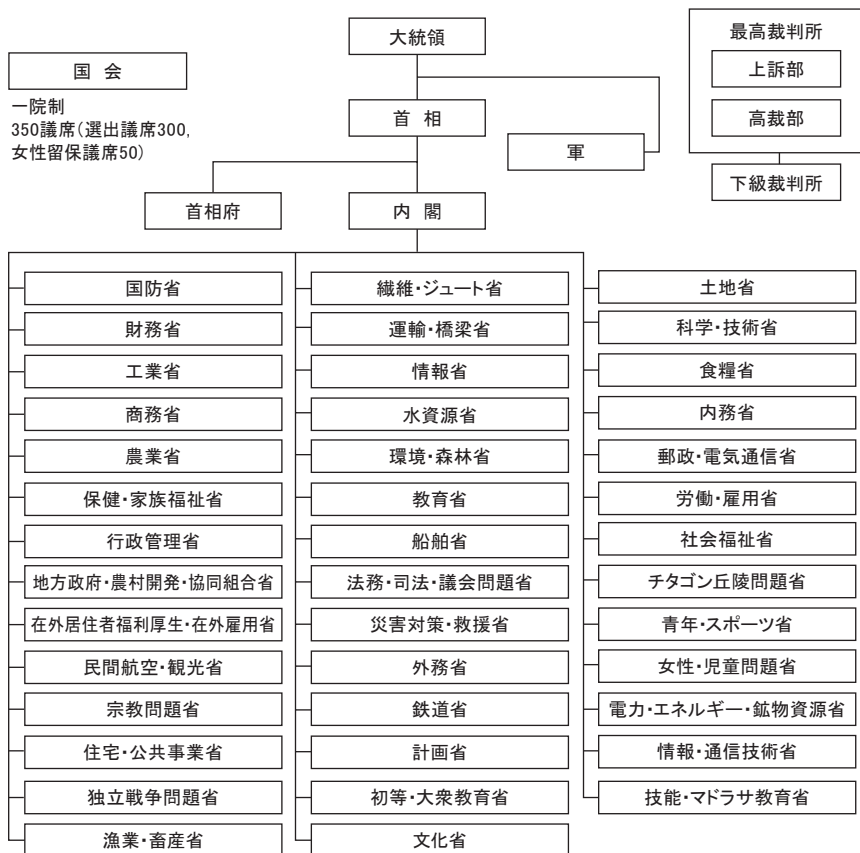 大統領
国 会
一院制
350議席(選出議席300,
女性留保議席50)
首 相
軍
首相府
内 閣
最高裁判所
上訴部
高裁部
下級裁判所
国防省
財務省
工業省
商務省
農業省
保健・家族福祉省
行政管理省
地方政府・農村開発・協同組合省
在外居住者福利厚生・在外雇用省
民間航空・観光省
宗教問題省
住宅・公共事業省
独立戦争問題省
漁業・畜産省
繊維・ジュート省
運輸・橋梁省
情報省
水資源省
環境・森林省
教育省
船舶省
法務・司法・議会問題省
災害対策・救援省
外務省
鉄道省
計画省
初等・大衆教育省
文化省
土地省
科学・技術省
食糧省
内務省
郵政・電気通信省
労働・雇用省
社会福祉省
チタゴン丘陵問題省
青年・スポーツ省
女性・児童問題省
電力・エネルギー・鉱物資源省
情報・通信技術省
技能・マドラサ教育省